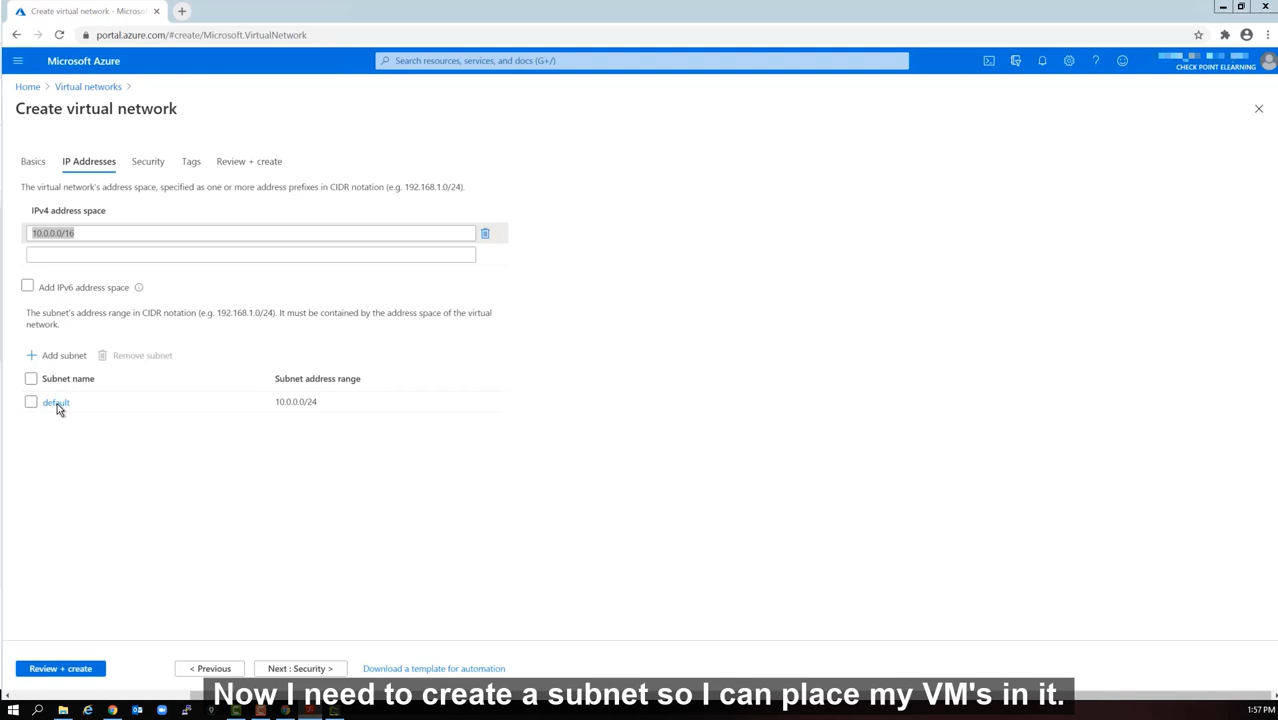 Create virtual network - Microso
portal.azure.com/#create/Microsoft.VirtualNetwork
Microsoft Azure
Search resources, services, and docs (G+/)
CHECK POINT ELEARNING
Home > Virtual networks >
Create virtual network
Basics IP Addresses Security Tags Review + create
The virtual network's address space, specified as one or more address prefixes in CIDR notation (e.g. 192.168.1.0/24).
IPv4 address space
10.0.0.0/16
Add IPv6 address space
The subnet's address range in CIDR notation (e.g. 192.168.1.0/24). It must be contained by the address space of the virtual
network.
+ Add subnet Remove subnet
Subnet name Subnet address range
default 10.0.0.0/24
Review + create < Previous Next : Security > Download a template for automation
Now I need to create a subnet so I can place my VM's in it.
1:57 PM